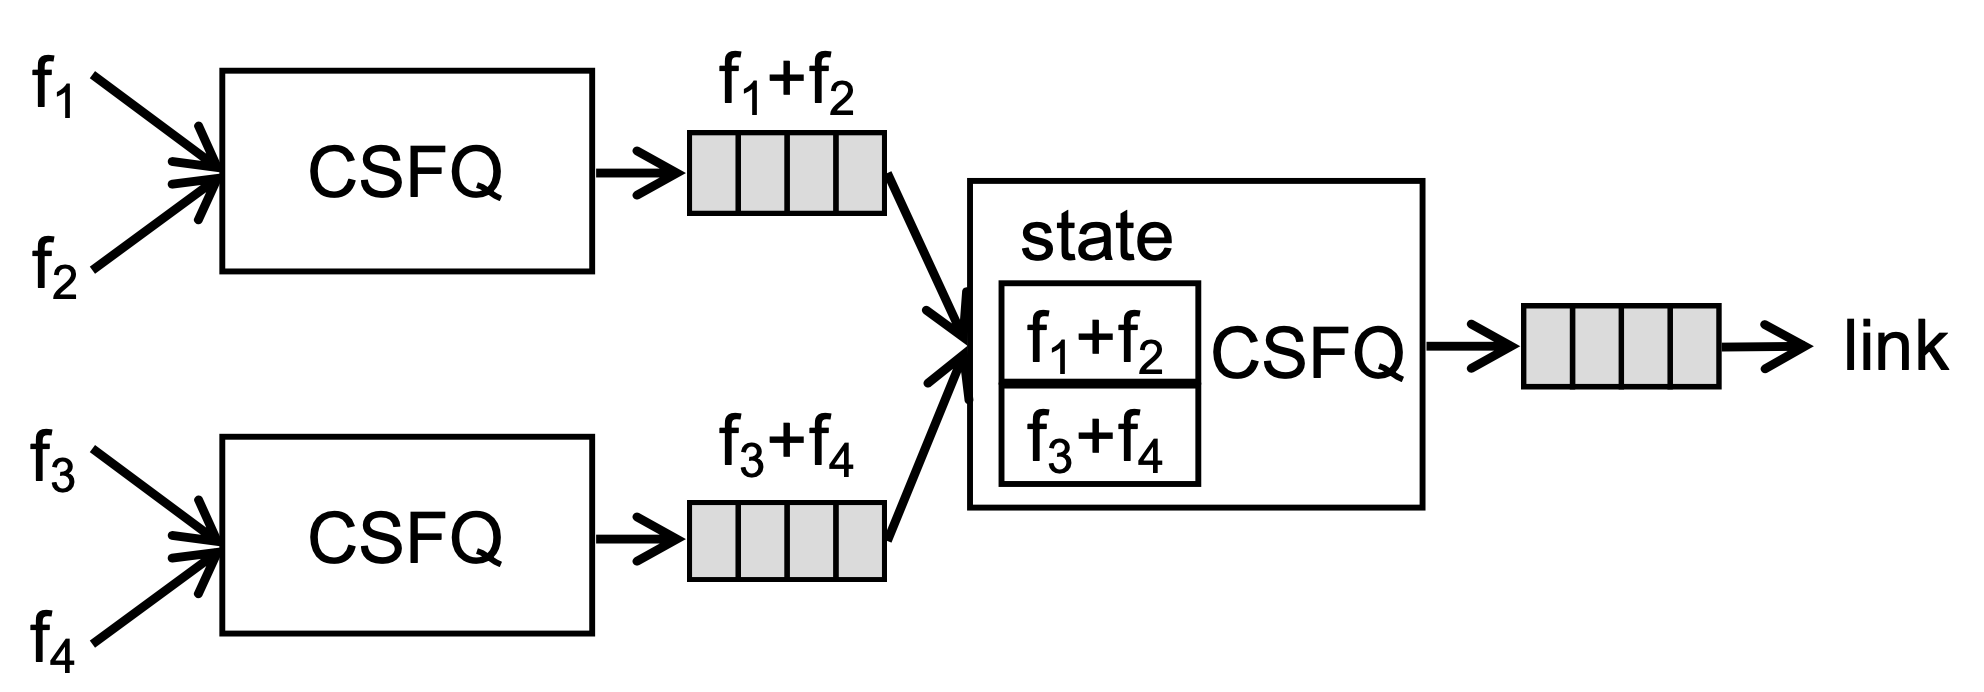 f₁
f₂
CSFQ
f₁+f₂
f₃
f₄
CSFQ
f₃+f₄
state
f₁+f₂
f₃+f₄
CSFQ
link